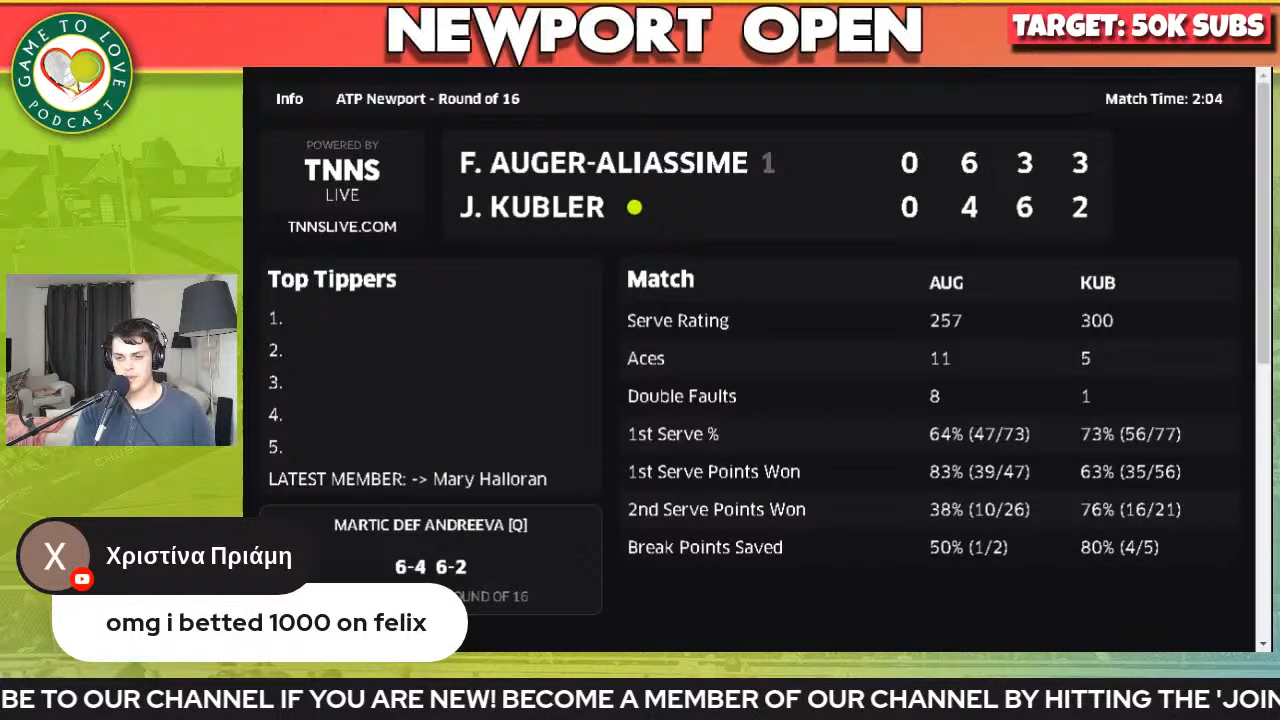 GAME TO LOVE
PODCAST
NEWPORT OPEN
TARGET: 50K SUBS
Info ATP Newport - Round of 16 Match Time: 2:04
POWERED BY
TNNS
LIVE
TNNSLIVE.COM
F. AUGER-ALIASSIME 1 0 6 3 3
J. KUBLER 0 4 6 2
Top Tippers
1.
2.
3.
4.
5.
LATEST MEMBER: -> Mary Halloran
MARTIC DEF ANDREEVA [Q]
6-4 6-2
OUND OF 16
Match AUG KUB
Serve Rating 257 300
Aces 11 5
Double Faults 8 1
1st Serve % 64% (47/73) 73% (56/77)
1st Serve Points Won 83% (39/47) 63% (35/56)
2nd Serve Points Won 38% (10/26) 76% (16/21)
Break Points Saved 50% (1/2) 80% (4/5)
X
Χριστίνα Πριάμη
omg i betted 1000 on felix
BE TO OUR CHANNEL IF YOU ARE NEW! BECOME A MEMBER OF OUR CHANNEL BY HITTING THE 'JOIN